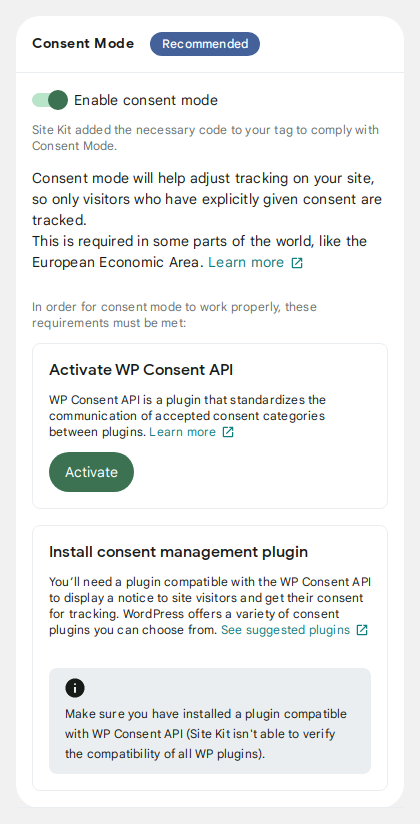 Consent Mode Recommended
Enable consent mode
Site Kit added the necessary code to your tag to comply with
Consent Mode.
Consent mode will help adjust tracking on your site,
so only visitors who have explicitly given consent are
tracked.
This is required in some parts of the world, like the
European Economic Area. Learn more
In order for consent mode to work properly, these
requirements must be met:
Activate WP Consent API
WP Consent API is a plugin that standardizes the
communication of accepted consent categories
between plugins. Learn more
Activate
Install consent management plugin
You’ll need a plugin compatible with the WP Consent API
to display a notice to site visitors and get their consent
for tracking. WordPress offers a variety of consent
plugins you can choose from. See suggested plugins
Make sure you have installed a plugin compatible
with WP Consent API (Site Kit isn't able to verify
the compatibility of all WP plugins).